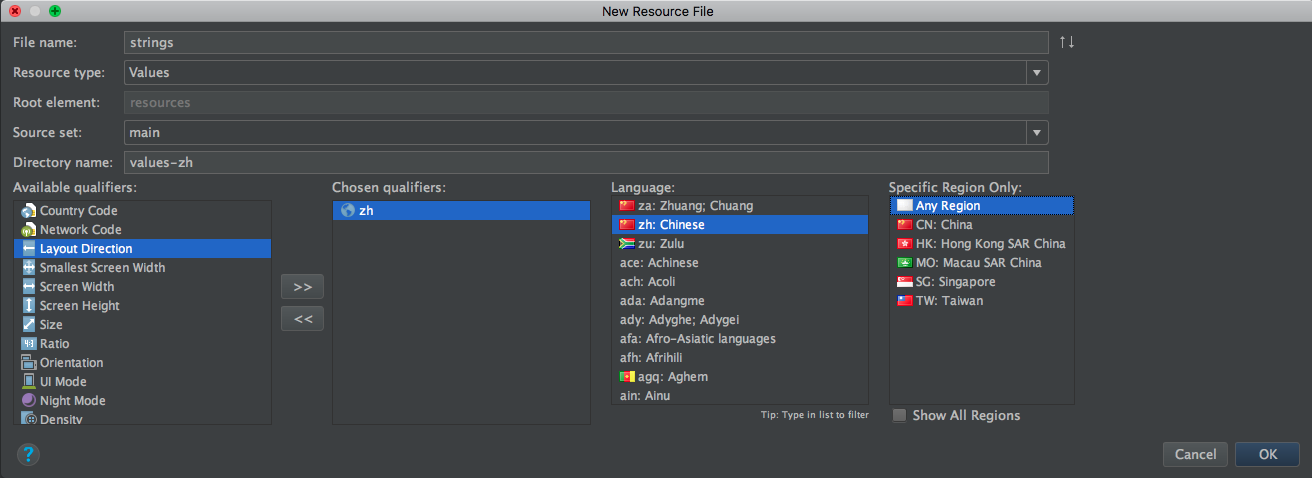 New Resource File
File name: strings
Resource type: Values
Root element: resources
Source set: main
Directory name: values-zh
Available qualifiers:
Country Code
Network Code
Layout Direction
Smallest Screen Width
Screen Width
Screen Height
Size
Ratio
Orientation
UI Mode
Night Mode
Density
>>
<<
Chosen qualifiers:
zh
Language:
za: Zhuang; Chuang
zh: Chinese
zu: Zulu
ace: Achinese
ach: Acoli
ada: Adangme
ady: Adyghe; Adygei
afa: Afro-Asiatic languages
afh: Afrihili
agq: Aghem
ain: Ainu
Tip: Type in list to filter
Specific Region Only:
Any Region
CN: China
HK: Hong Kong SAR China
MO: Macau SAR China
SG: Singapore
TW: Taiwan
Show All Regions
?
Cancel
OK